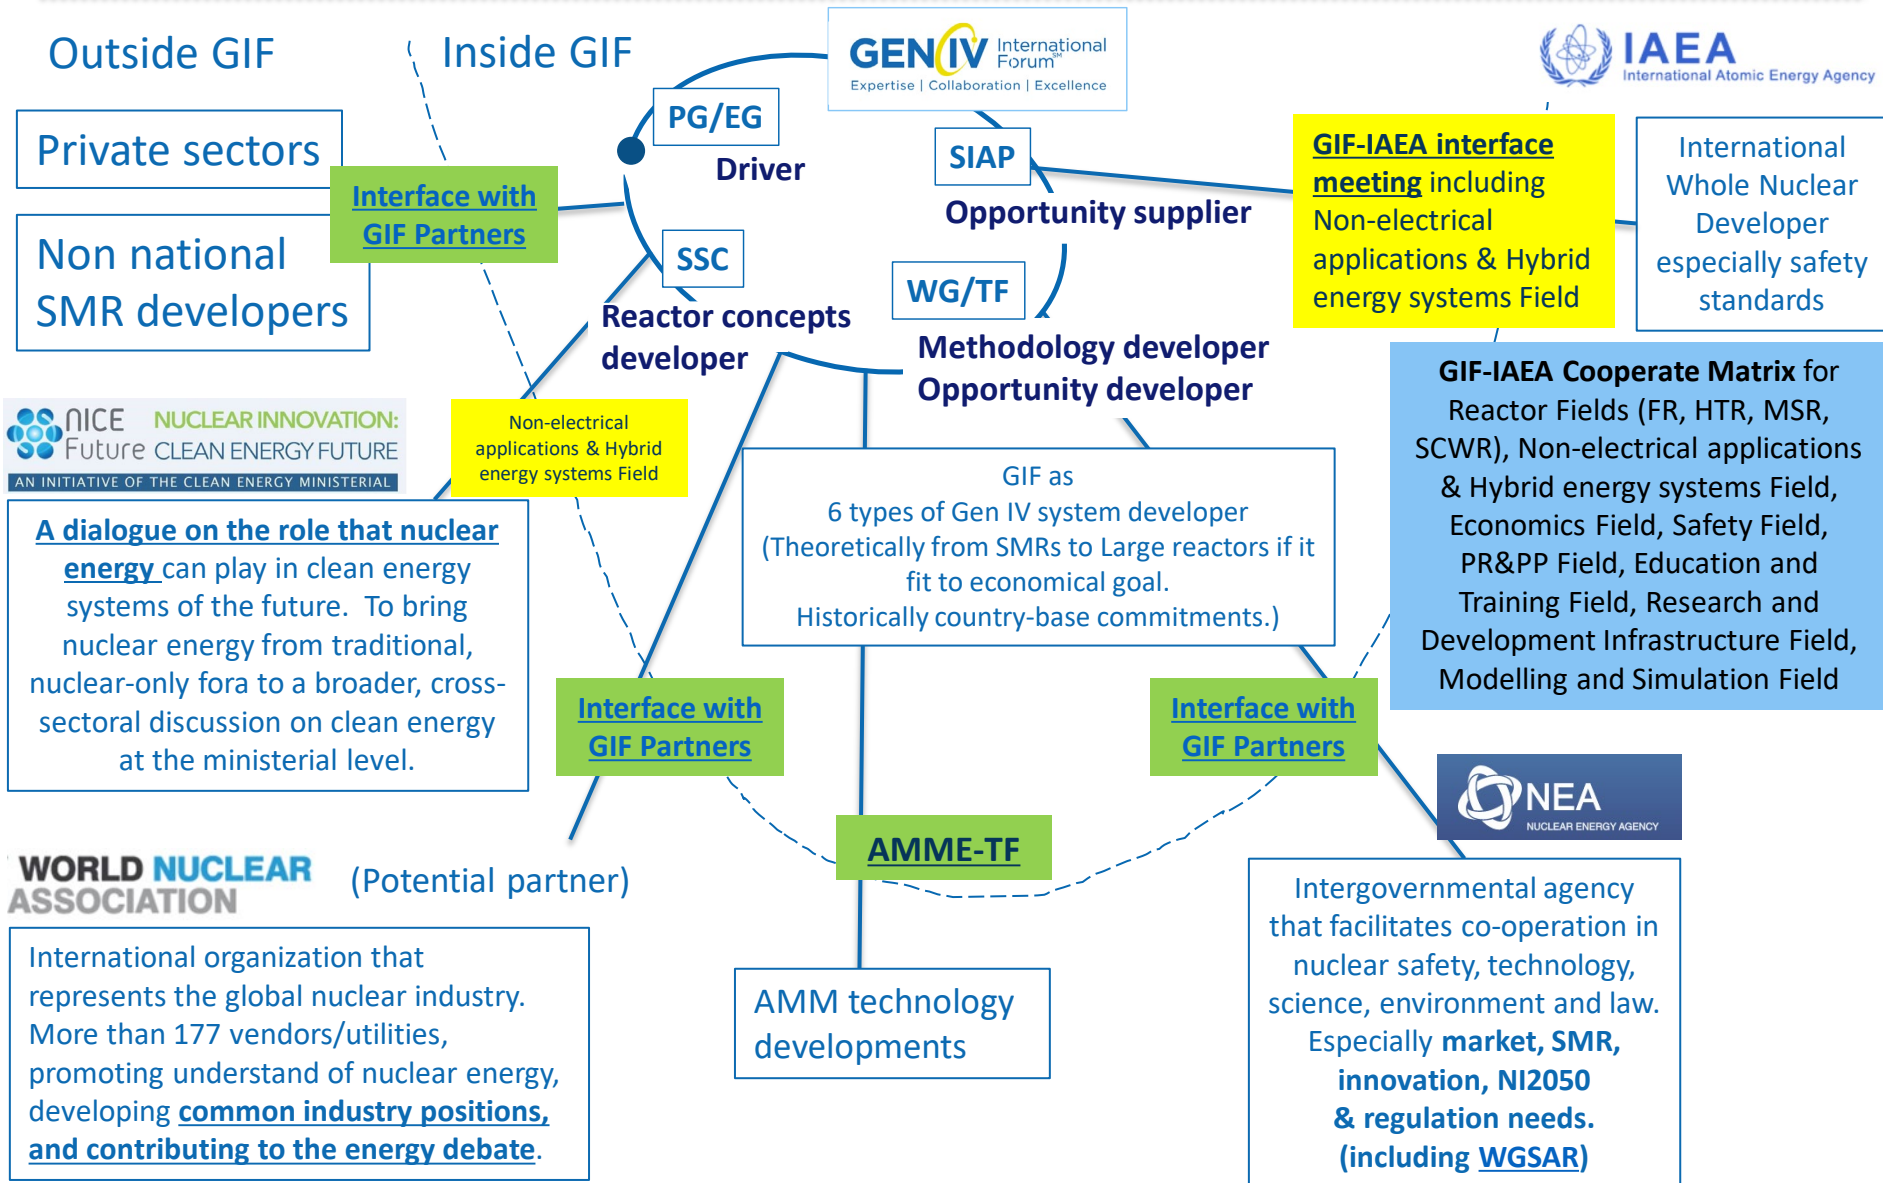 Outside GIF
Inside GIF
GENIV International
Forum℠
Expertise | Collaboration | Excellence
IAEA
International Atomic Energy Agency
Private sectors
Non national
SMR developers
Interface with
GIF Partners
PG/EG
Driver
SIAP
Opportunity supplier
SSC
Reactor concepts
developer
WG/TF
Methodology developer
Opportunity developer
GIF-IAEA interface
meeting including
Non-electrical
applications & Hybrid
energy systems Field
International
Whole Nuclear
Developer
especially safety
standards
GIF-IAEA Cooperate Matrix for
Reactor Fields (FR, HTR, MSR,
SCWR), Non-electrical applications
& Hybrid energy systems Field,
Economics Field, Safety Field,
PR&PP Field, Education and
Training Field, Research and
Development Infrastructure Field,
Modelling and Simulation Field
NICE
Future
NUCLEAR INNOVATION:
CLEAN ENERGY FUTURE
AN INITIATIVE OF THE CLEAN ENERGY MINISTERIAL
Non-electrical
applications & Hybrid
energy systems Field
A dialogue on the role that nuclear
energy can play in clean energy
systems of the future. To bring
nuclear energy from traditional,
nuclear-only fora to a broader, cross-
sectoral discussion on clean energy
at the ministerial level.
GIF as
6 types of Gen IV system developer
(Theoretically from SMRs to Large reactors if it
fit to economical goal.
Historically country-base commitments.)
Interface with
GIF Partners
Interface with
GIF Partners
AMME-TF
NEA
NUCLEAR ENERGY AGENCY
WORLD NUCLEAR
ASSOCIATION
(Potential partner)
International organization that
represents the global nuclear industry.
More than 177 vendors/utilities,
promoting understand of nuclear energy,
developing common industry positions,
and contributing to the energy debate.
AMM technology
developments
Intergovernmental agency
that facilitates co-operation in
nuclear safety, technology,
science, environment and law.
Especially market, SMR,
innovation, NI2050
& regulation needs.
(including WGSAR)